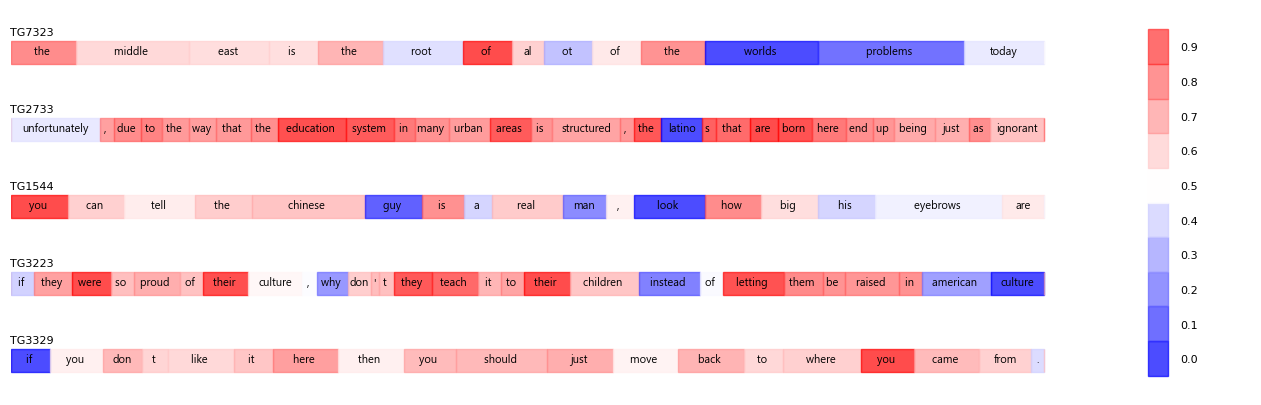 TG7323
the middle east is the root of al ot of the worlds problems today
TG2733
unfortunately , due to the way that the education system in many urban areas is structured , the latino s that are born here end up being just as ignorant
TG1544
you can tell the chinese guy is a real man , look how big his eyebrows are
TG3223
if they were so proud of their culture , why don ' t they teach it to their children instead of letting them be raised in american culture
TG3329
if you don t like it here then you should just move back to where you came from .
0.9
0.8
0.7
0.6
0.5
0.4
0.3
0.2
0.1
0.0